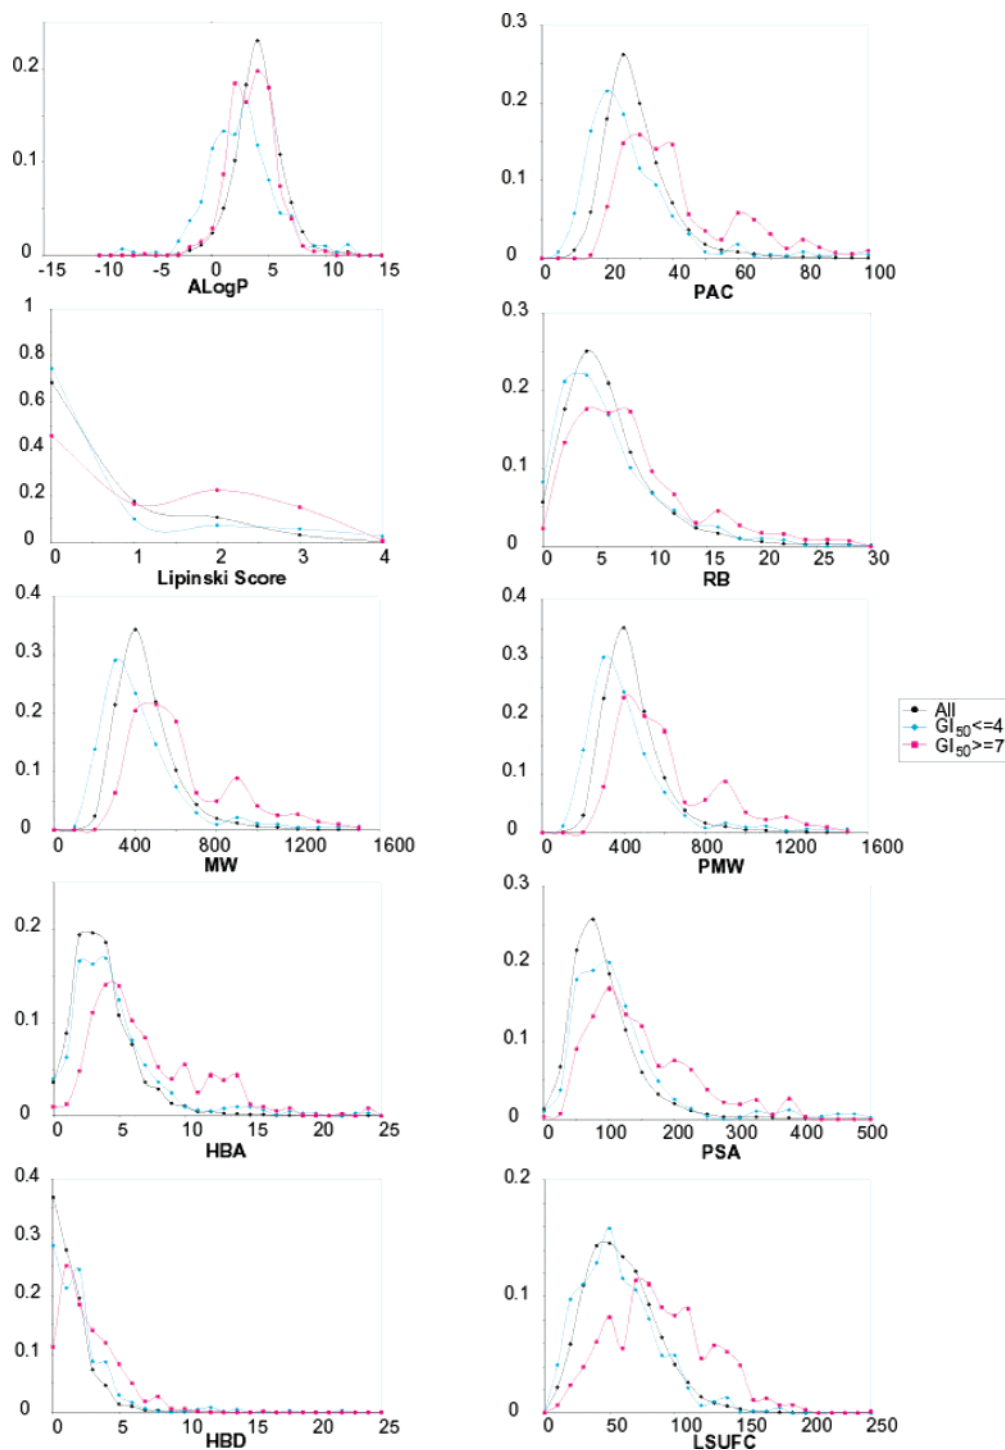 0.2
0.1
0
-15 -10 -5 0 5 10 15
ALogP
0.3
0.2
0.1
0
0 20 40 60 80 100
PAC
1
0.8
0.6
0.4
0.2
0
0 1 2 3 4
Lipinski Score
0.3
0.2
0.1
0
0 5 10 15 20 25 30
RB
0.4
0.3
0.2
0.1
0
400 800 1200 1600
MW
0.4
0.3
0.2
0.1
0
0 400 800 1200 1600
PMW
All
GI50<=4
GI50>=7
0.2
0.1
0
0 5 10 15 20 25
HBA
0.3
0.2
0.1
0
0 100 200 300 400 500
PSA
0.4
0.3
0.2
0.1
0
0 5 10 15 20 25
HBD
0.2
0.1
0
0 50 100 150 200 250
LSUFC